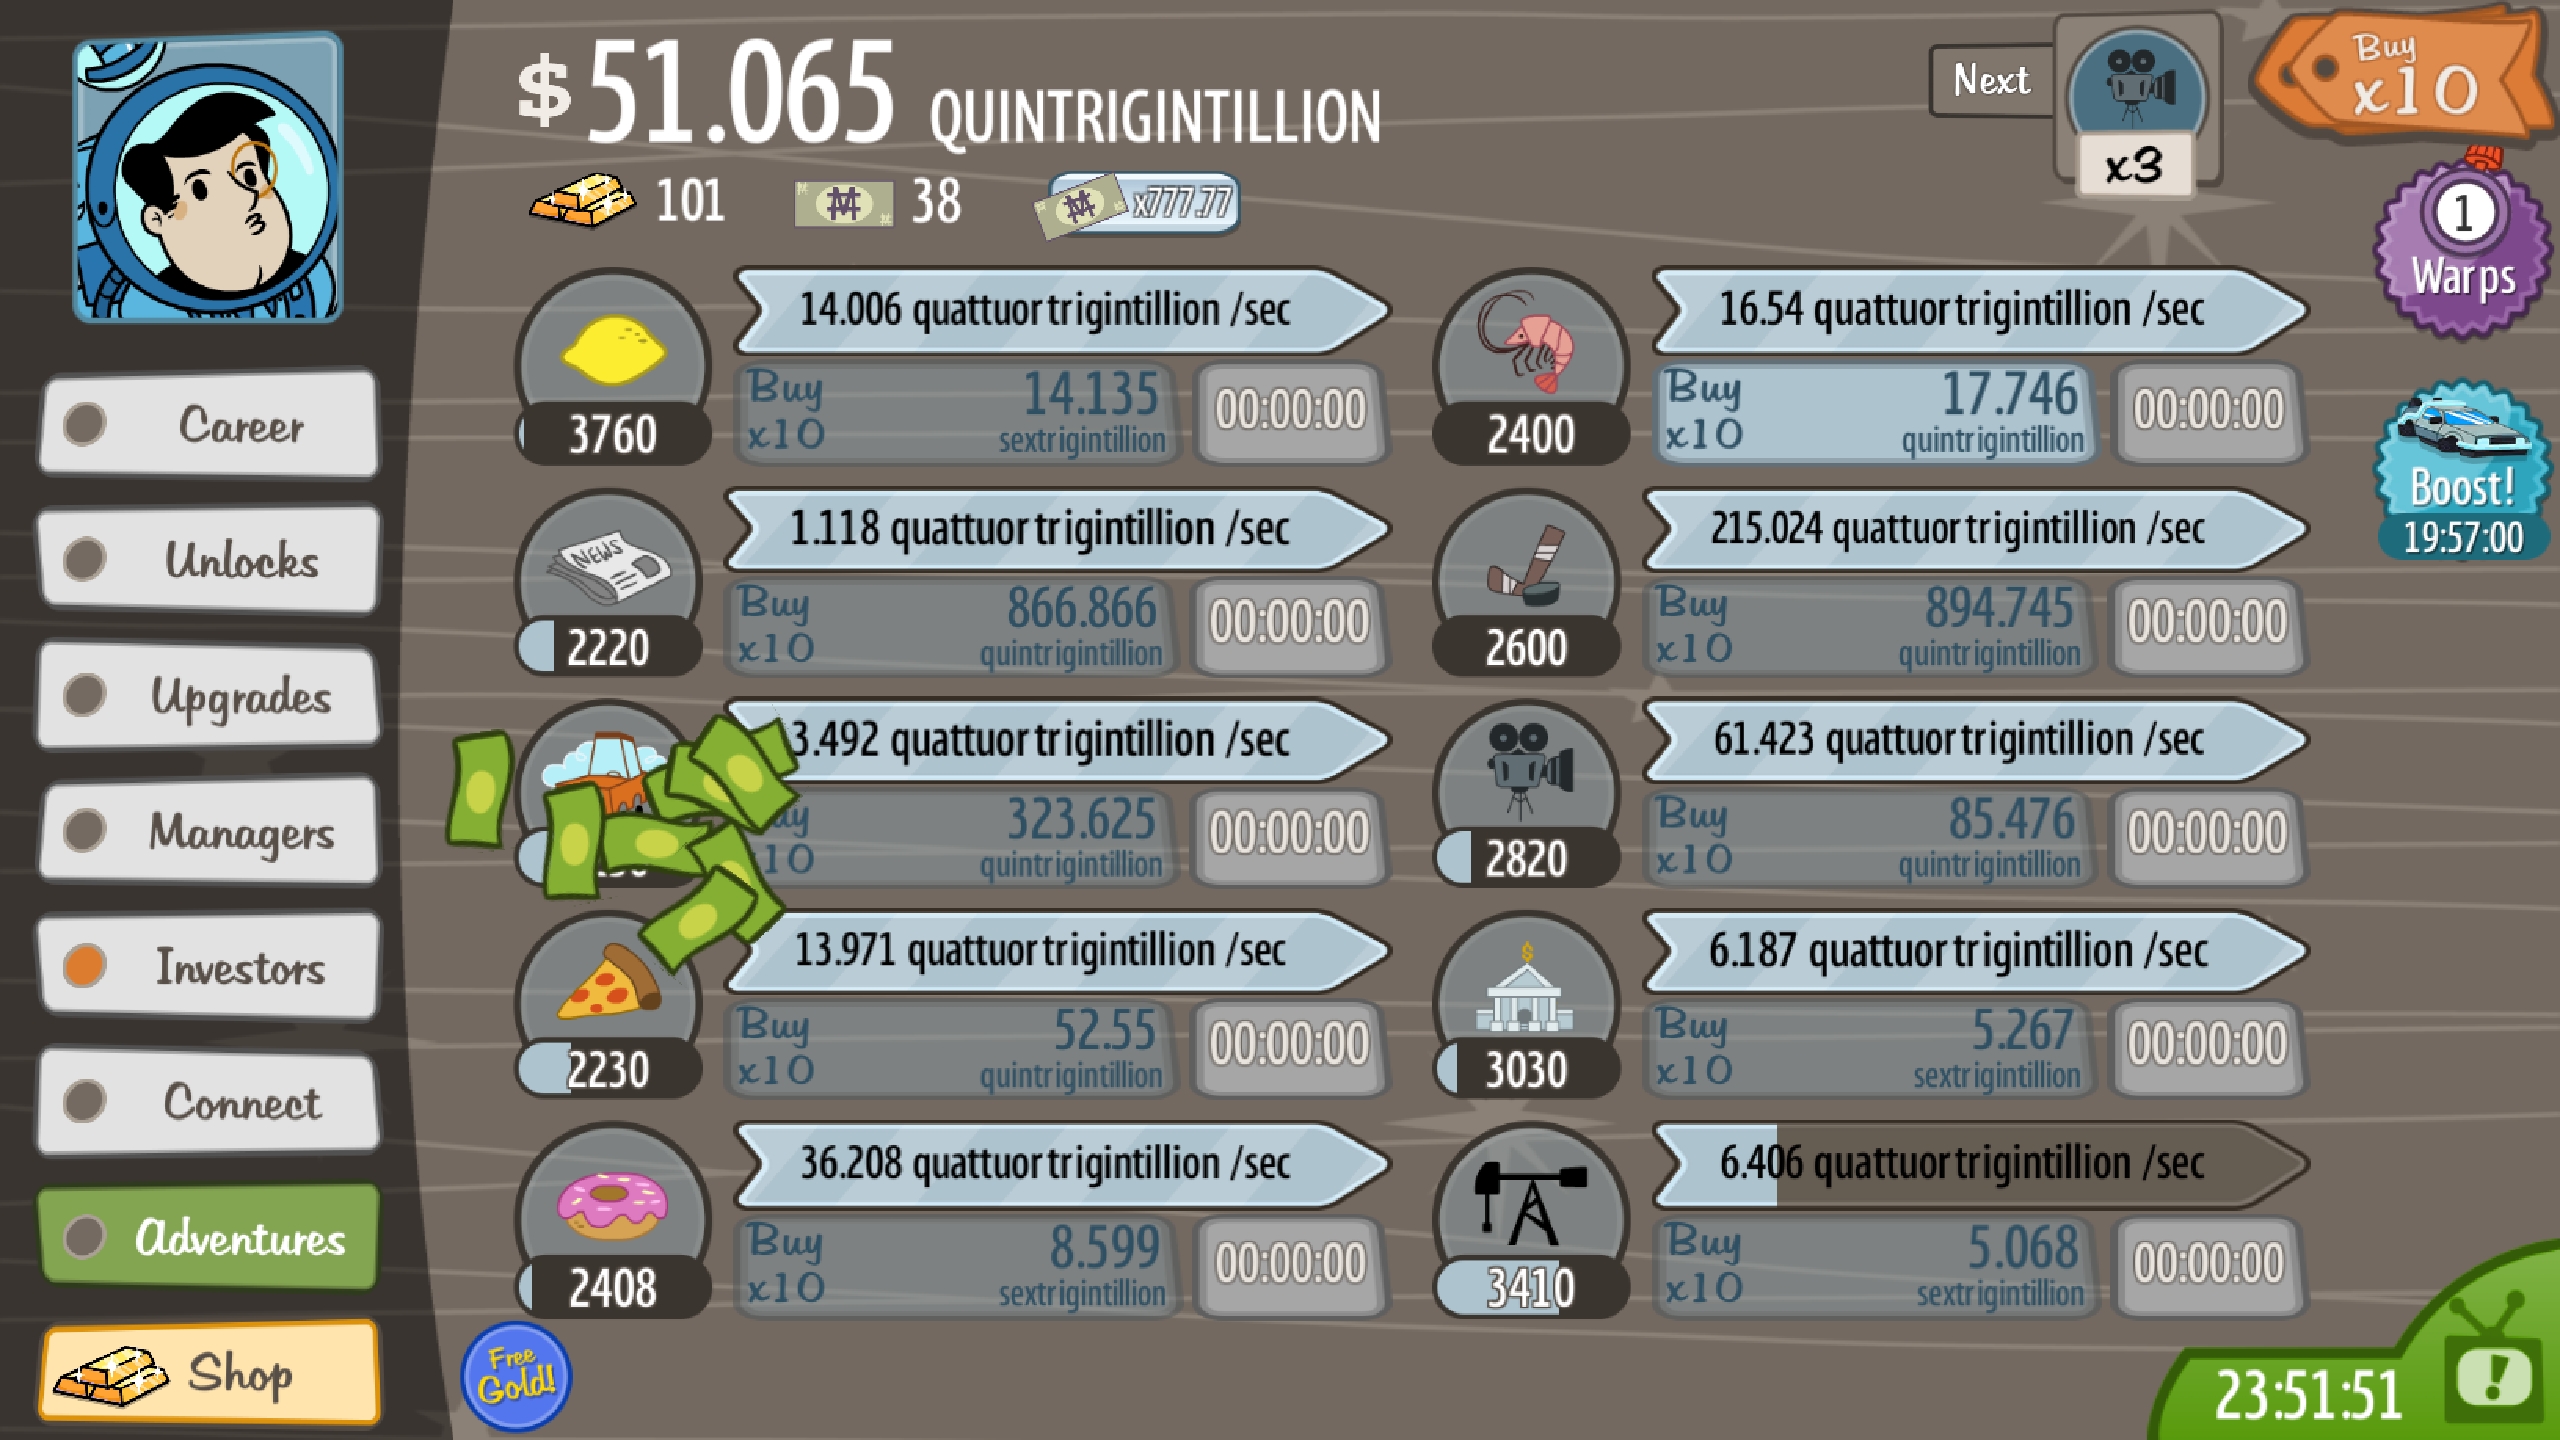 $51.065 QUINTRIGINTILLION
101 38 x777.77
Next
x3
Buy
x10
1
Warps
Boost!
19:57:00
Career
Unlocks
Upgrades
Managers
Investors
Connect
Adventures
Shop
14.006 quattuortrigintillion /sec
3760
Buy
x10
14.135
sextrigintillion
00:00:00
16.54 quattuortrigintillion /sec
2400
Buy
x10
17.746
quintrigintillion
00:00:00
1.118 quattuortrigintillion /sec
NEWS
2220
Buy
x10
866.866
quintrigintillion
00:00:00
215.024 quattuortrigintillion /sec
2600
Buy
x10
894.745
quintrigintillion
00:00:00
3.492 quattuortrigintillion /sec
323.625
quintrigintillion
00:00:00
61.423 quattuortrigintillion /sec
2820
Buy
x10
85.476
quintrigintillion
00:00:00
13.971 quattuortrigintillion /sec
2230
Buy
x10
52.55
quintrigintillion
00:00:00
6.187 quattuortrigintillion /sec
$
3030
Buy
x10
5.267
sextrigintillion
00:00:00
36.208 quattuortrigintillion /sec
2408
Buy
x10
8.599
sextrigintillion
00:00:00
6.406 quattuortrigintillion /sec
3410
Buy
x10
5.068
sextrigintillion
00:00:00
Free
Gold!
23:51:51
!